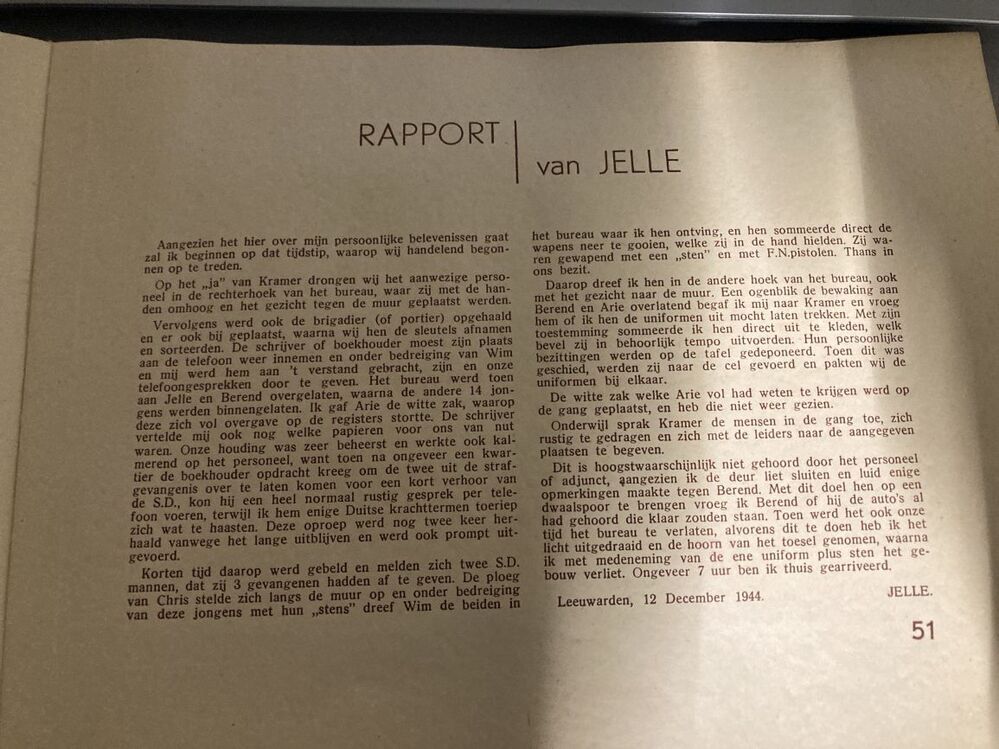 RAPPORT
van JELLE
Aangezien het hier over mijn persoonlijke belevenissen gaat
zal ik beginnen op dat tijdstip, waarop wij handelend begon-
nen op te treden.
Op het „ja" van Kramer drongen wij het aanwezige perso-
neel in de rechterhoek van het bureau, waar zij met de han-
den omhoog en het gezicht tegen de muur geplaatst werden.
Vervolgens werd ook de brigadier (of portier) opgehaald
en er ook bij geplaatst, waarna wij hen de sleutels afnamen
en sorteerden. De schrijver of boekhouder moest zijn plaats
aan de telefoon weer innemen en onder bedreiging van Wim
en mij werd hem aan 't verstand gebracht, zijn en onze
telefoongesprekken door te geven. Het bureau werd toen
aan Jelle en Berend overgelaten, waarna de andere 14 jon-
gens werden binnengelaten. Ik gaf Arie de witte zak, waarop
deze zich vol overgave op de registers stortte. De schrijver
vertelde mij ook nog welke papieren voor ons van nut
waren. Onze houding was zeer beheerst en werkte ook kal-
merend op het personeel, want toen na ongeveer een kwar-
tier de boekhouder opdracht kreeg om de twee uit de straf-
gevangenis over te laten komen voor een kort verhoor van
de S.D., kon hij een heel normaal rustig gesprek per tele-
foon voeren, terwijl ik hem enige Duitse krachttermen toeriep
zich wat te haasten. Deze oproep werd nog twee keer her-
haald vanwege het lange uitblijven en werd ook prompt uit-
gevoerd.
Korten tijd daarop werd gebeld en melden zich twee S.D.
mannen, dat zij 3 gevangenen hadden af te geven. De ploeg
van Chris stelde zich langs de muur op en onder bedreiging
van deze jongens met hun „stens" dreef Wim de beiden in
het bureau waar ik hen ontving, en hen sommeerde direct de
wapens neer te gooien, welke zij in de hand hielden. Zij wa-
ren gewapend met een „sten" en met F.N.pistolen. Thans in
ons bezit.
Daarop dreef ik hen in de andere hoek van het bureau, ook
met het gezicht naar de muur. Een ogenblik de bewaking aan
Berend en Arie overlatend begaf ik mij naar Kramer en vroeg
hem of ik hen de uniformen uit mocht laten trekken. Met zijn
toestemming sommeerde ik hen direct uit te kleden, welk
bevel zij in behoorlijk tempo uitvoerden. Hun persoonlijke
bezittingen werden op de tafel gedeponeerd. Toen dit was
geschied, werden zij naar de cel gevoerd en pakten wij de
uniformen bij elkaar.
De witte zak welke Arie vol had weten te krijgen werd op
de gang geplaatst, en heb die niet weer gezien.
Onderwijl sprak Kramer de mensen in de gang toe, zich
rustig te gedragen en zich met de leiders naar de aangegeven
plaatsen te begeven.
Dit is hoogstwaarschijnlijk niet gehoord door het personeel
of adjunct, aangezien ik de deur liet sluiten en luid enige
opmerkingen maakte tegen Berend. Met dit doel hen op een
dwaalspoor te brengen vroeg ik Berend of hij de auto's al
had gehoord die klaar zouden staan. Toen werd het ook onze
tijd het bureau te verlaten, alvorens dit te doen heb ik het
licht uitgedraaid en de hoorn van het toesel genomen, waarna
ik met medeneming van de ene uniform plus sten het ge-
bouw verliet. Ongeveer 7 uur ben ik thuis gearriveerd.
Leeuwarden, 12 December 1944.
JELLE.
51